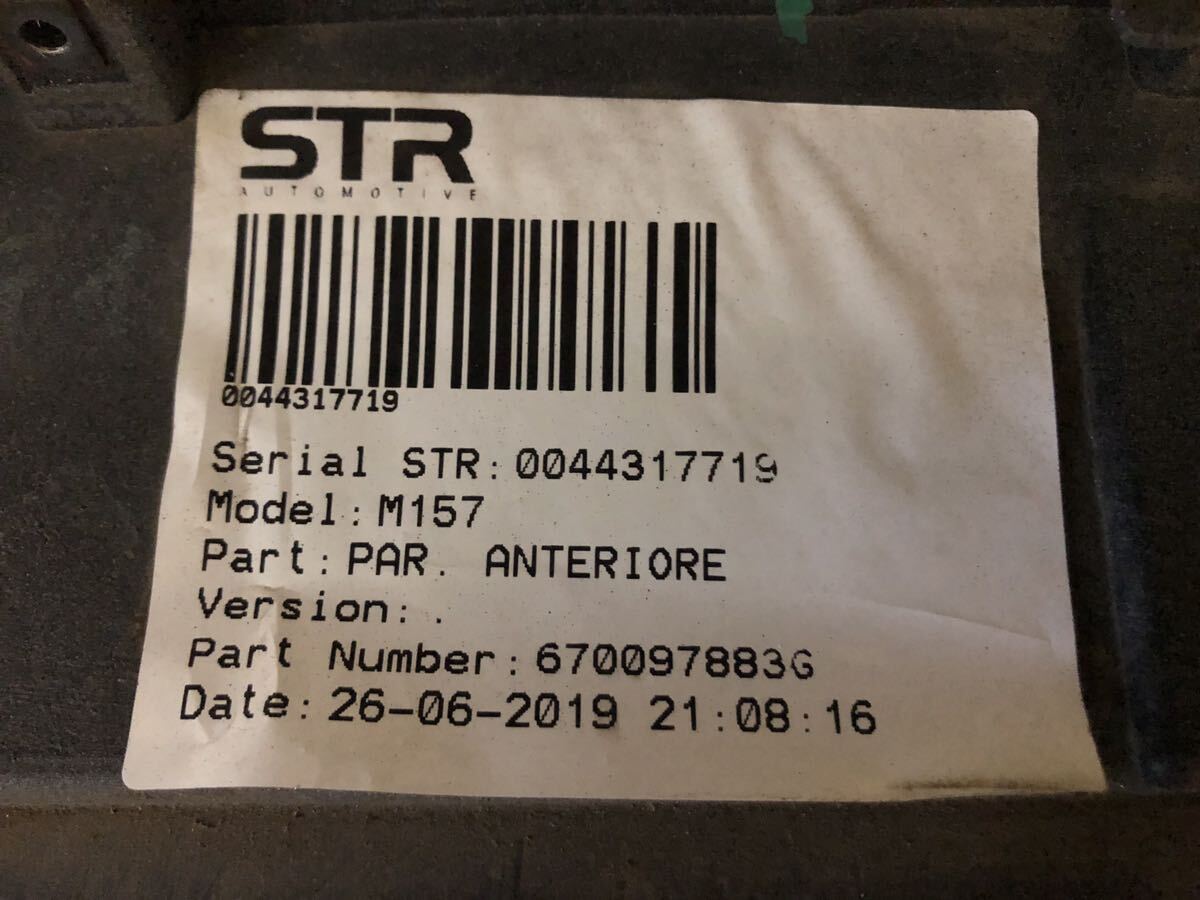 STR
AUTOMOTIVE
0044317719
Serial STR: 0044317719
Model: M157
Part: PAR. ANTERIORE
Version: .
Part Number: 670097883G
Date: 26-06-2019 21:08:16